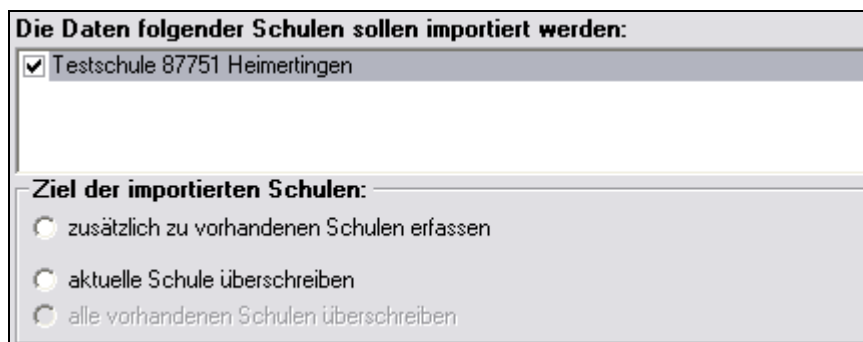 Die Daten folgender Schulen sollen importiert werden:
Testschule 87751 Heimertingen
Ziel der importierten Schulen:
zusätzlich zu vorhandenen Schulen erfassen
aktuelle Schule überschreiben
alle vorhandenen Schulen überschreiben